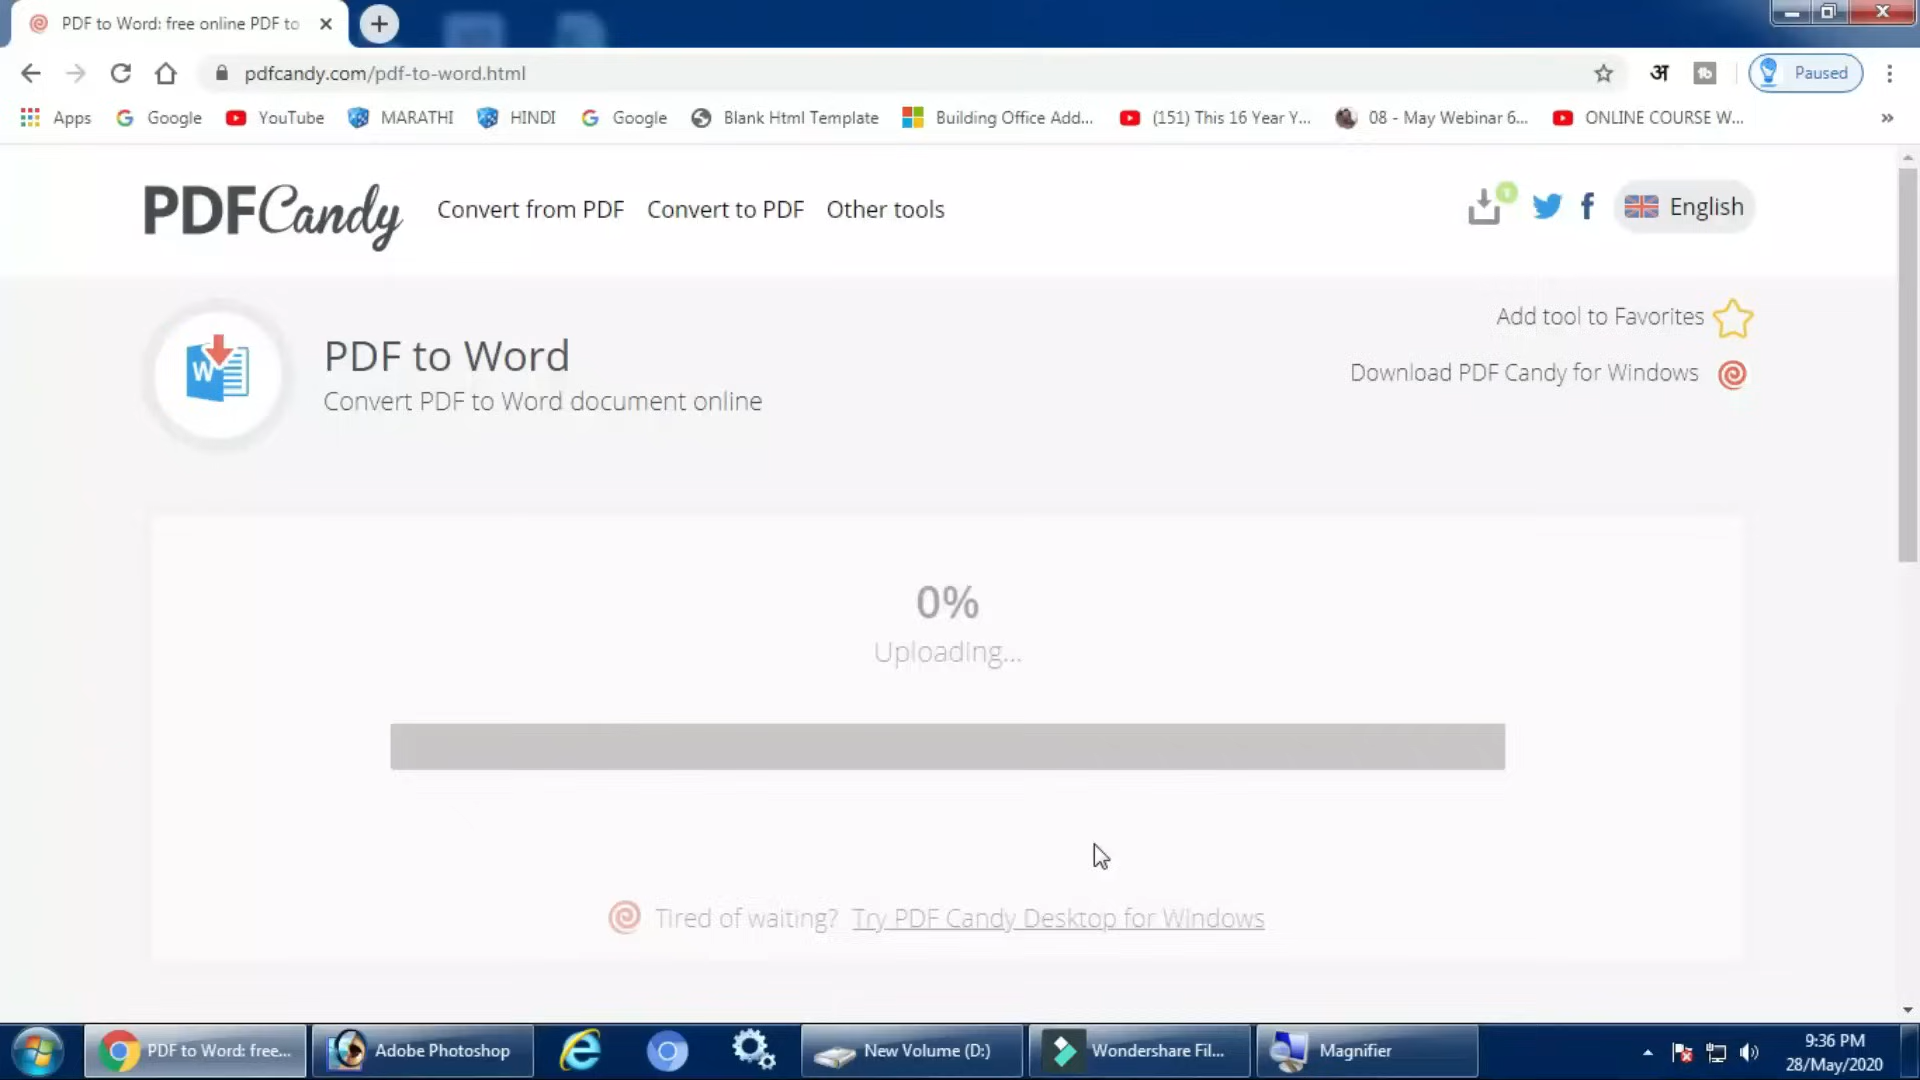 PDF to Word: free online PDF to
pdfcandy.com/pdf-to-word.html
अ
Paused
Apps
Google
YouTube
MARATHI
HINDI
Google
Blank Html Template
Building Office Add...
(151) This 16 Year Y...
08 - May Webinar 6...
ONLINE COURSE W...
»
PDFCandy
Convert from PDF
Convert to PDF
Other tools
English
PDF to Word
Convert PDF to Word document online
Add tool to Favorites
Download PDF Candy for Windows
W
0%
Uploading...
Tired of waiting? Try PDF Candy Desktop for Windows
PDF to Word: free...
Adobe Photoshop
New Volume (D:)
Wondershare Fil...
Magnifier
9:36 PM
28/May/2020